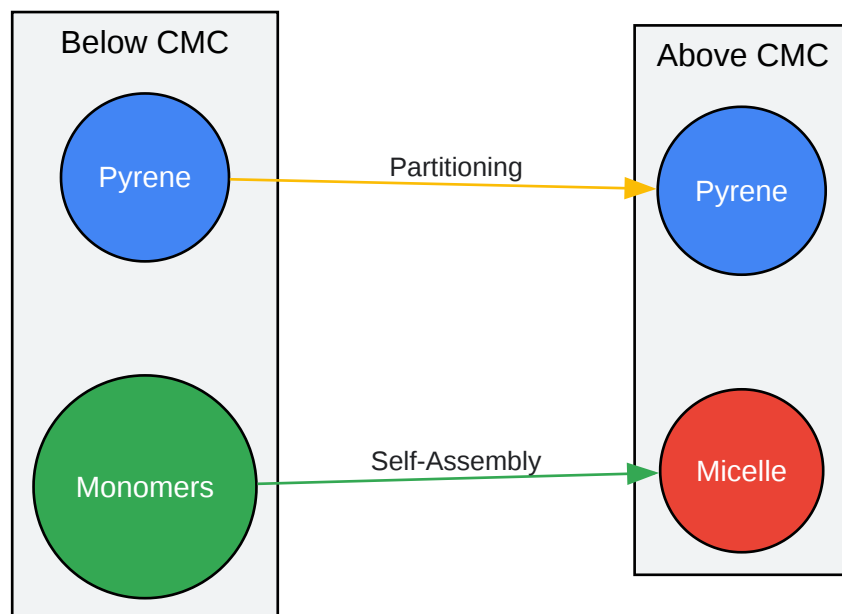 Below CMC
Above CMC
Pyrene
Partitioning
Pyrene
Monomers
Self-Assembly
Micelle